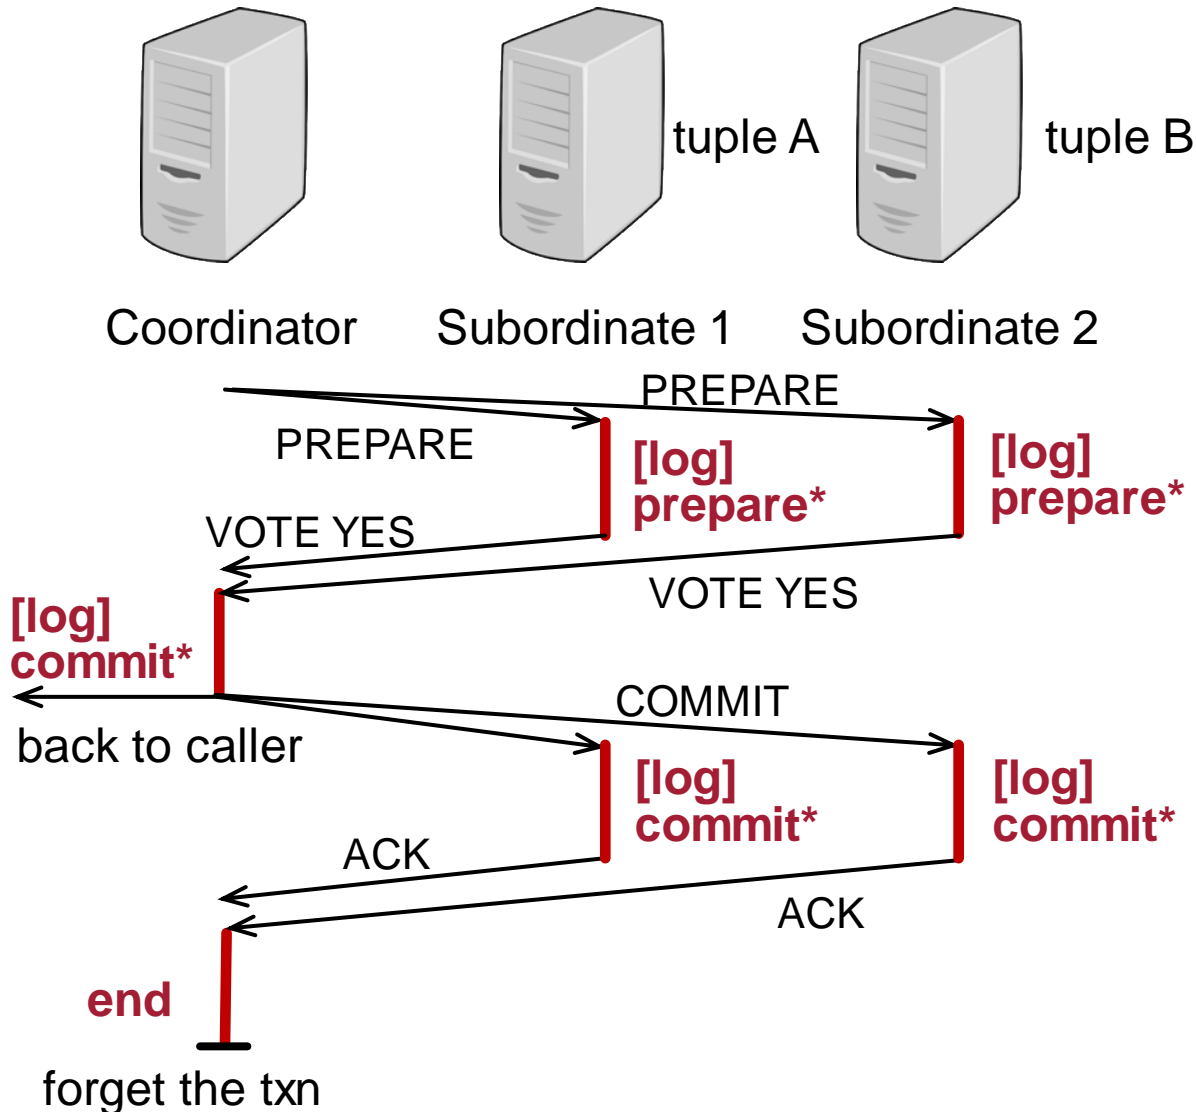 tuple A
tuple B
Coordinator
Subordinate 1
Subordinate 2
PREPARE
PREPARE
[log]
prepare*
[log]
prepare*
VOTE YES
VOTE YES
[log]
commit*
COMMIT
back to caller
[log]
commit*
[log]
commit*
ACK
ACK
end
forget the txn